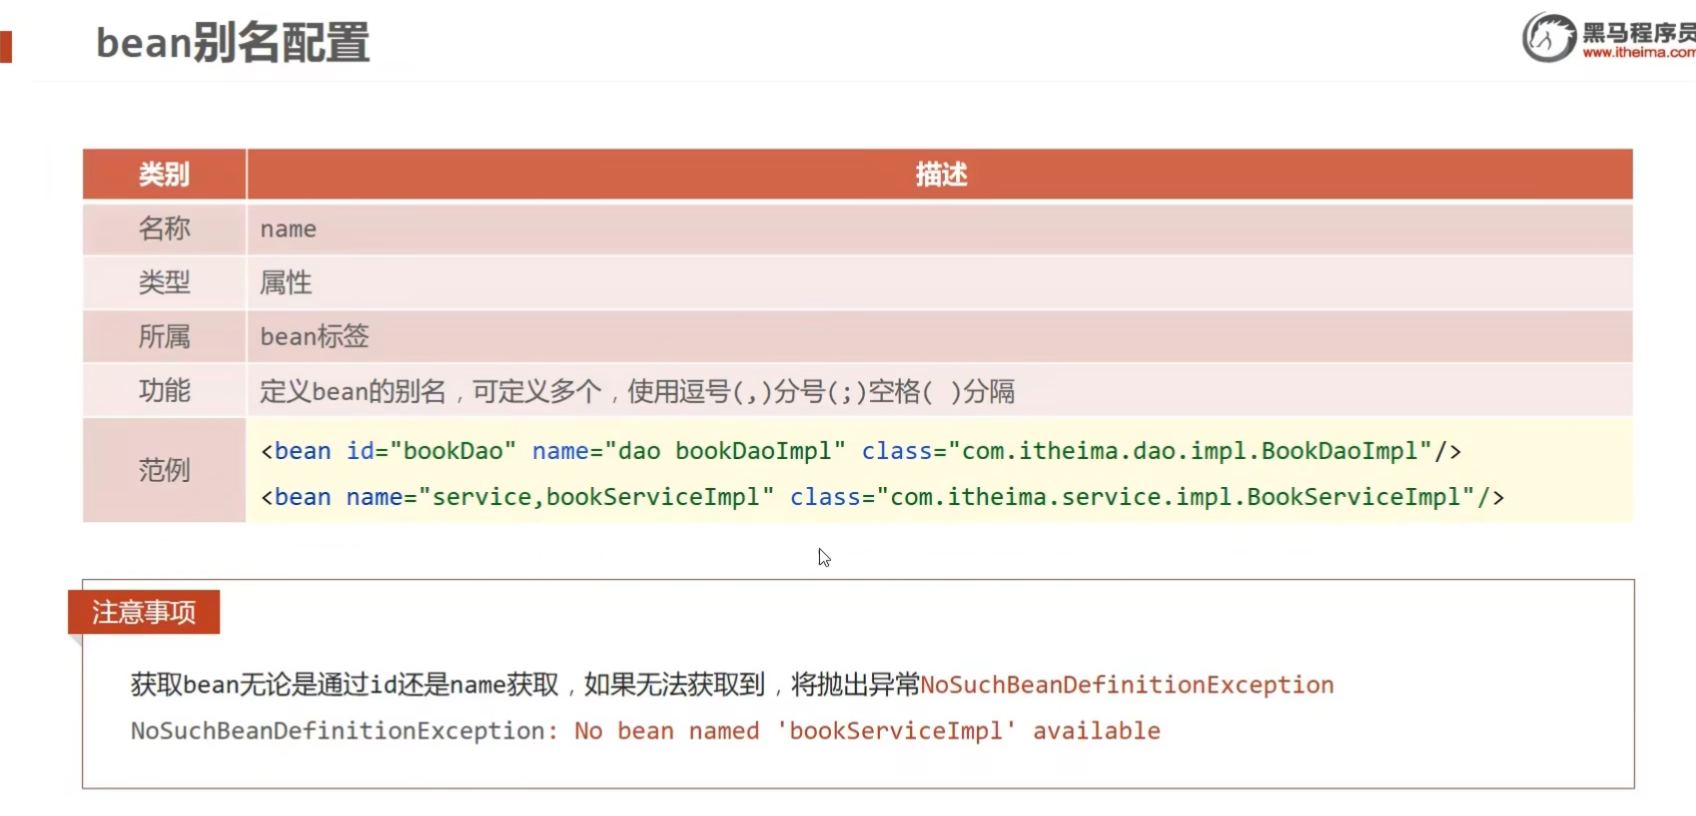 bean别名配置
黑马程序员
www.itheima.com
类别 描述
名称 name
类型 属性
所属 bean标签
功能 定义bean的别名，可定义多个，使用逗号(,)分号(;)空格( )分隔
范例
<bean id="bookDao" name="dao bookDaoImpl" class="com.itheima.dao.impl.BookDaoImpl"/>
<bean name="service,bookServiceImpl" class="com.itheima.service.impl.BookServiceImpl"/>
注意事项
获取bean无论是通过id还是name获取，如果无法获取到，将抛出异常NoSuchBeanDefinitionException
NoSuchBeanDefinitionException: No bean named 'bookServiceImpl' available